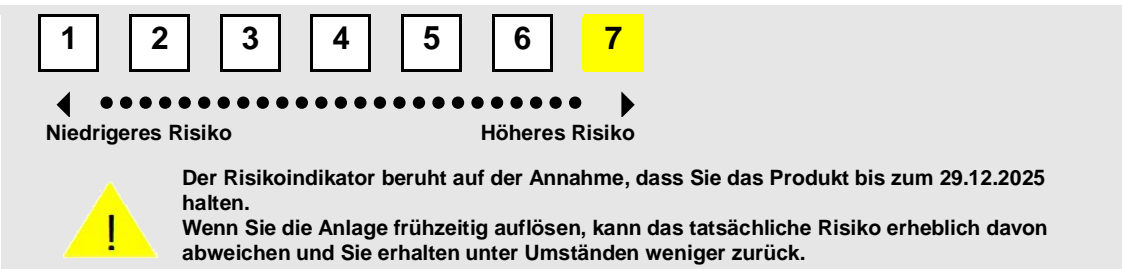 1 2 3 4 5 6 7
Niedrigeres Risiko Höheres Risiko
Der Risikoindikator beruht auf der Annahme, dass Sie das Produkt bis zum 29.12.2025
halten.
! Wenn Sie die Anlage frühzeitig auflösen, kann das tatsächliche Risiko erheblich davon
abweichen und Sie erhalten unter Umständen weniger zurück.